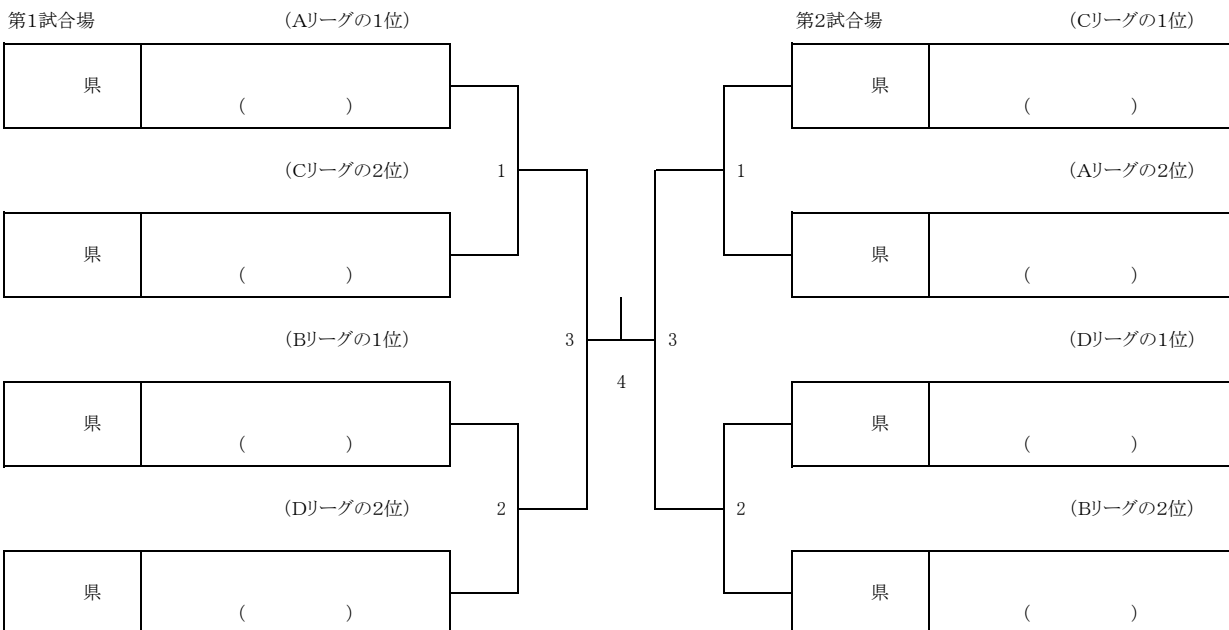 第1試合場 (Aリーグの1位)
県
( )
(Cリーグの2位) 1
県
( )
(Bリーグの1位) 3
県
( )
(Dリーグの2位) 2
県
( )
4
第2試合場 (Cリーグの1位)
県
( )
1 (Aリーグの2位)
県
( )
3 (Dリーグの1位)
県
( )
2 (Bリーグの2位)
県
( )